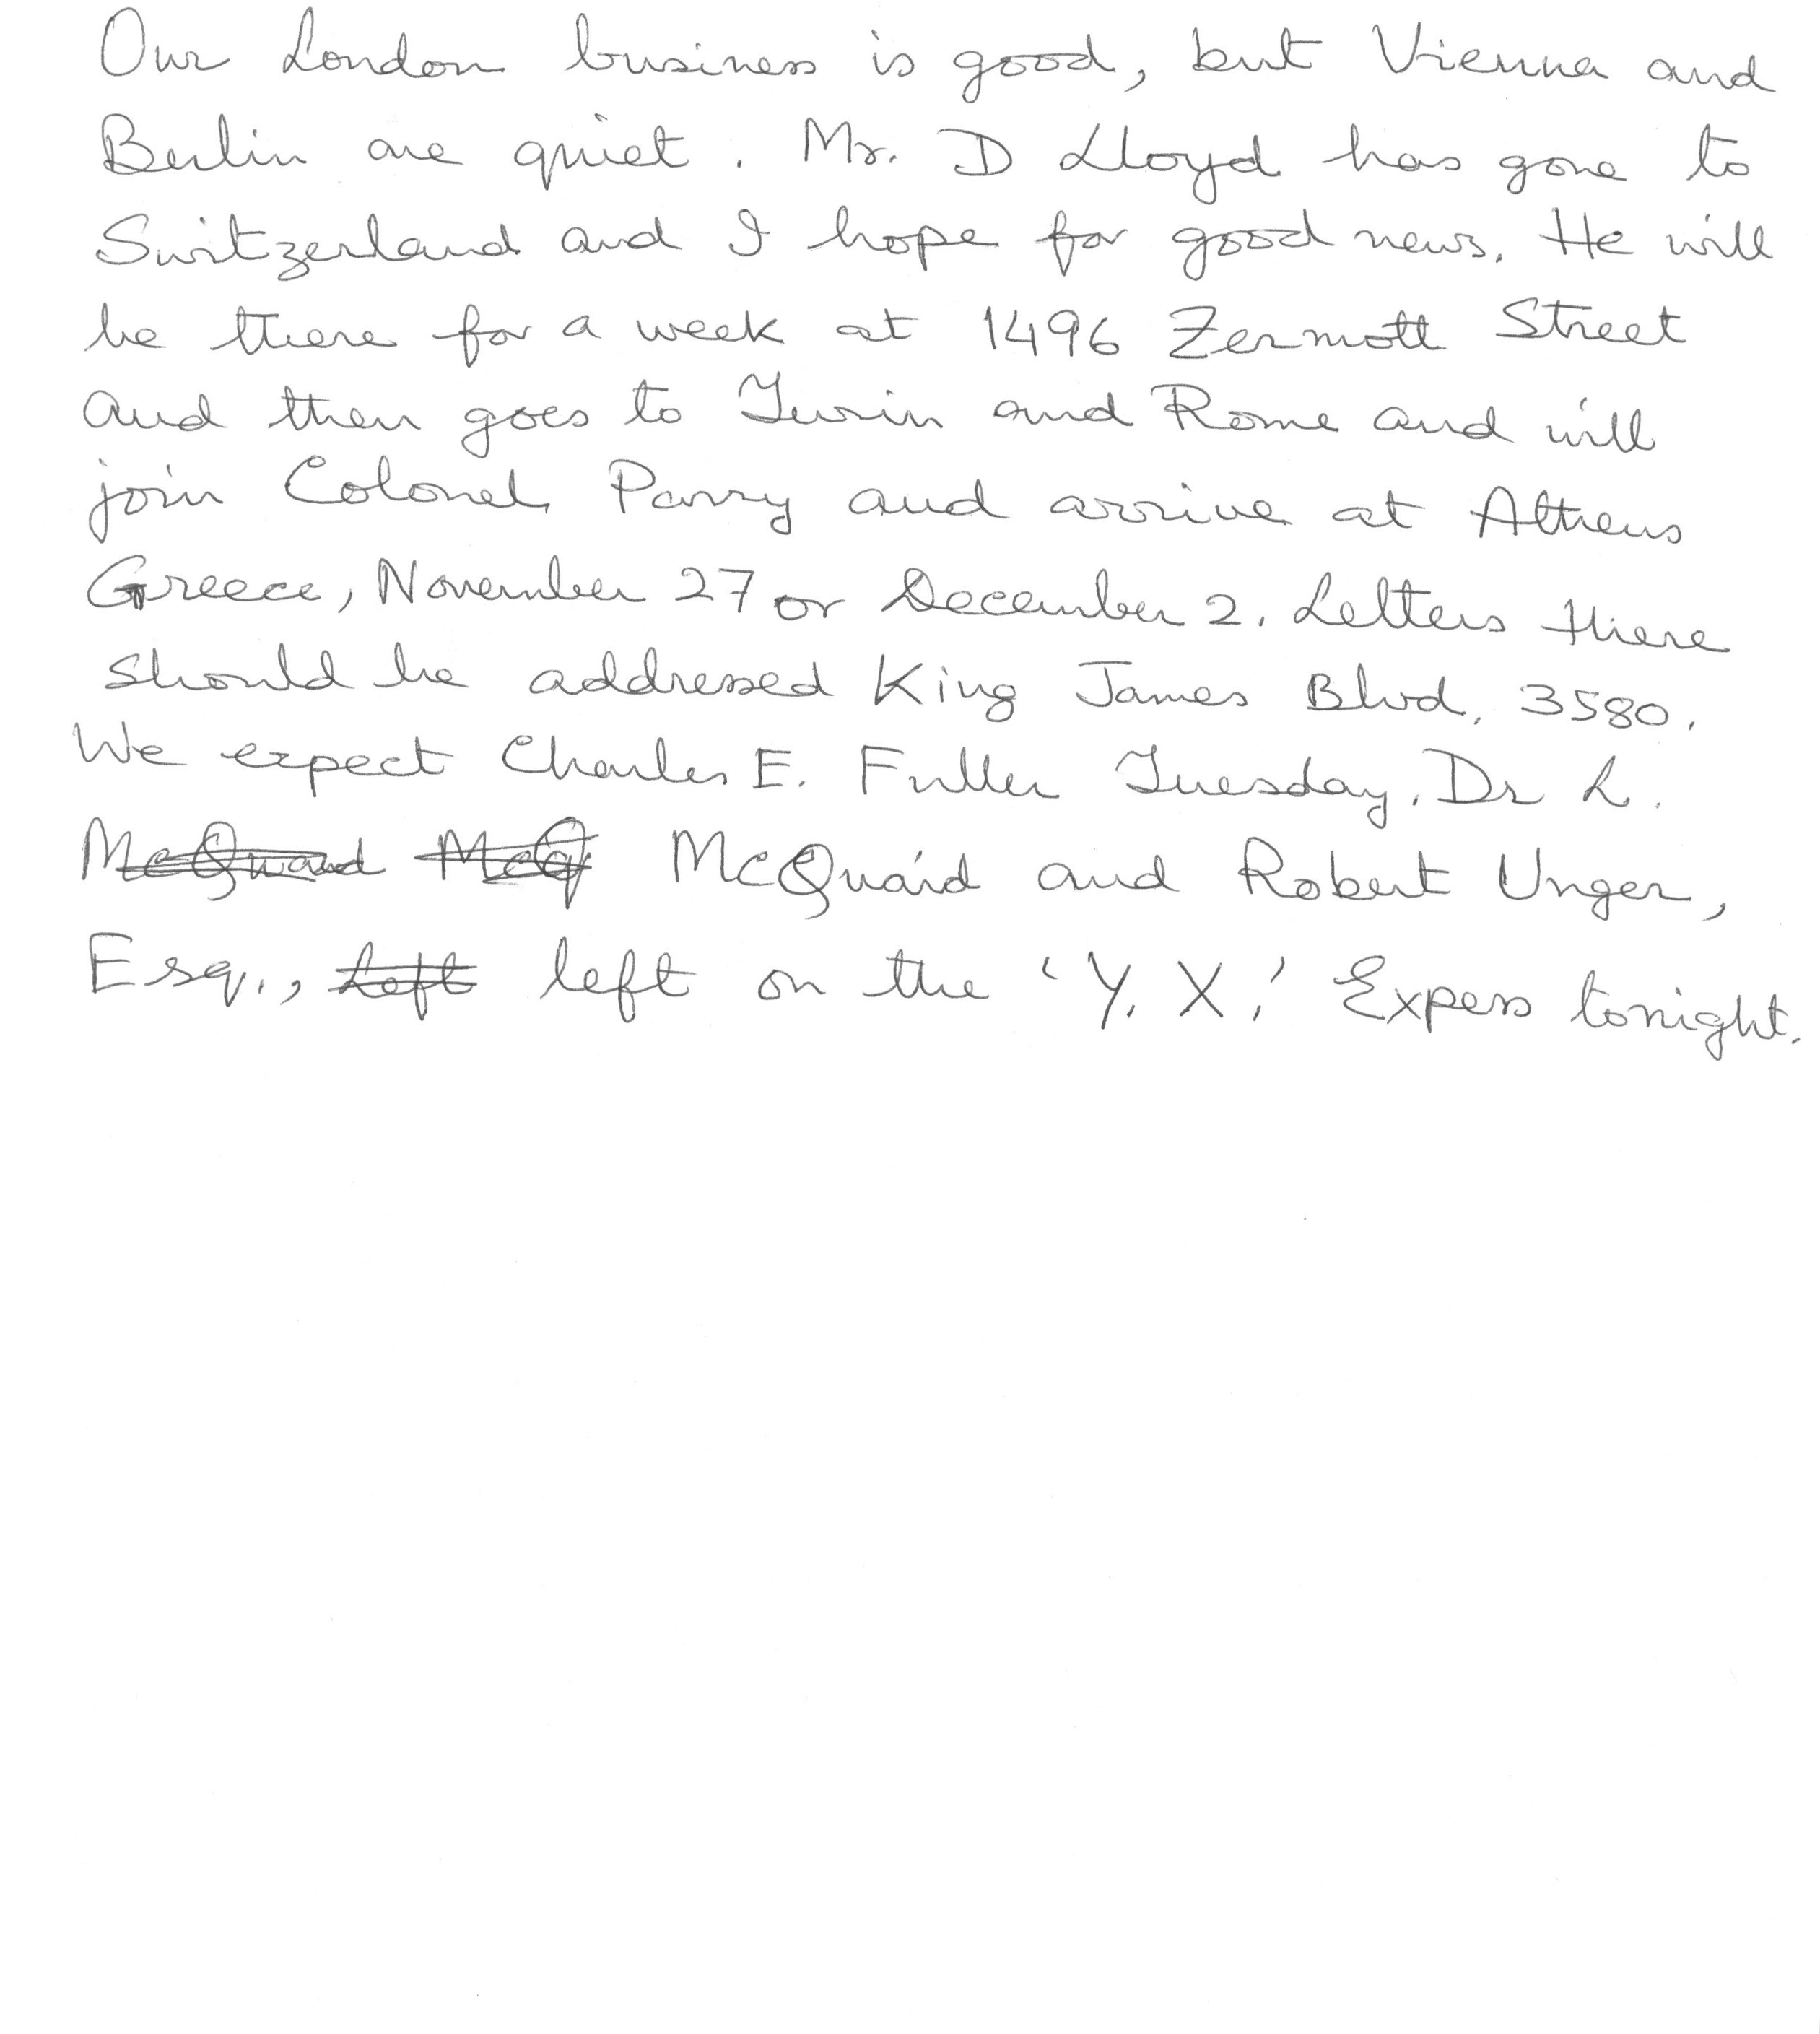 Our London business is good, but Vienna and
Berlin are quiet. Mr. D Lloyd has gone to
Switzerland and I hope for good news. He will
be there for a week at 1496 Zermott Street
and then goes to Turin and Rome and will
join Colonel Parry and arrive at Athens
Greece, November 27 or December 2. Letters there
should be addressed King James Blvd. 3580.
We expect Charles E. Fuller Tuesday. Dr L.
McQuaid and Robert Unger,
Esq., left on the 'Y. X.' Expess tonight.